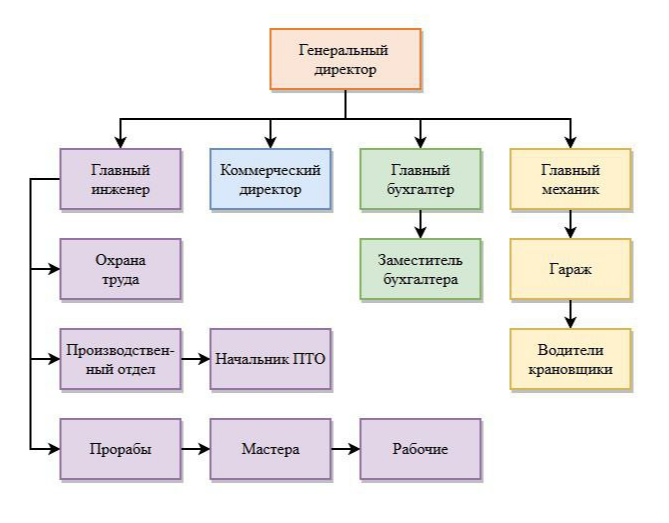 Генеральный
директор
Главный
инженер
Коммерческий
директор
Главный
бухгалтер
Главный
механик
Охрана
труда
Заместитель
бухгалтера
Гараж
Производствен-
ный отдел
Начальник ПТО
Водители
крановщики
Прорабы
Мастера
Рабочие